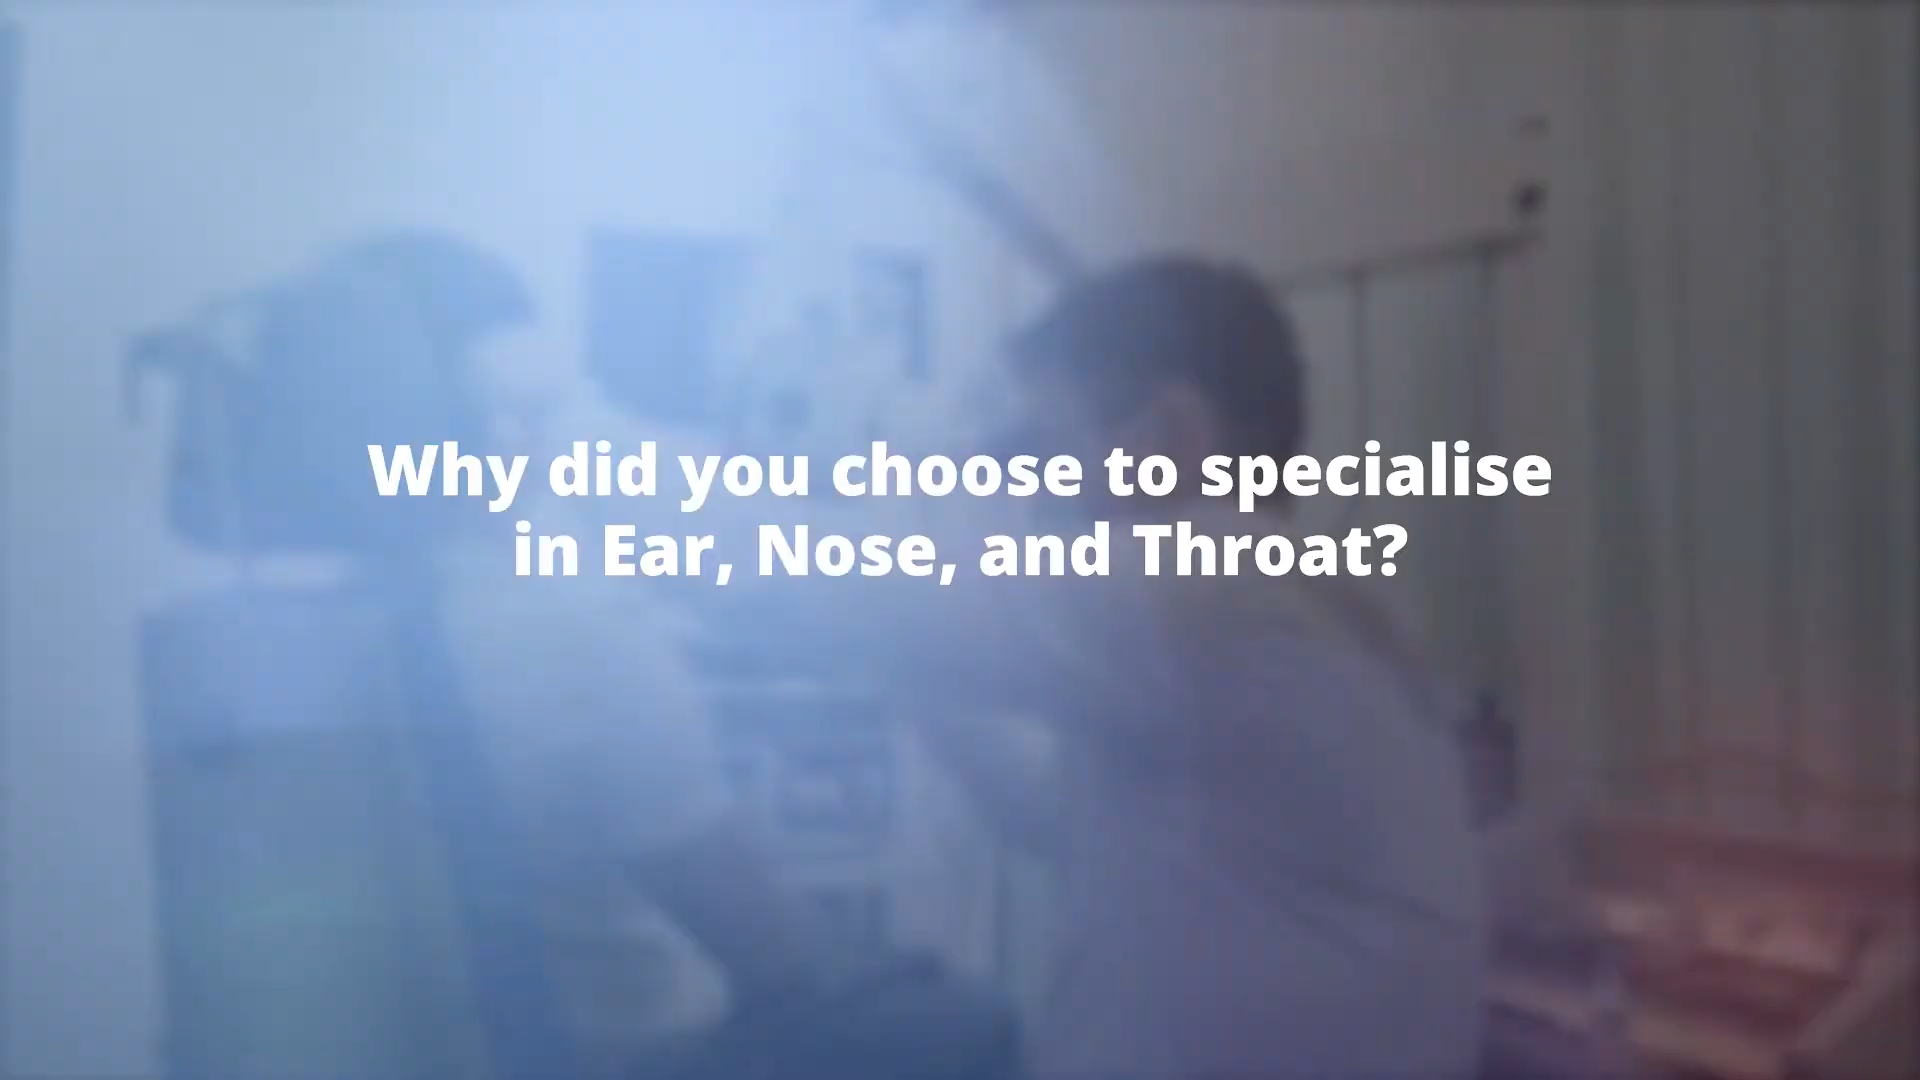 Why did you choose to specialise
in Ear, Nose, and Throat?